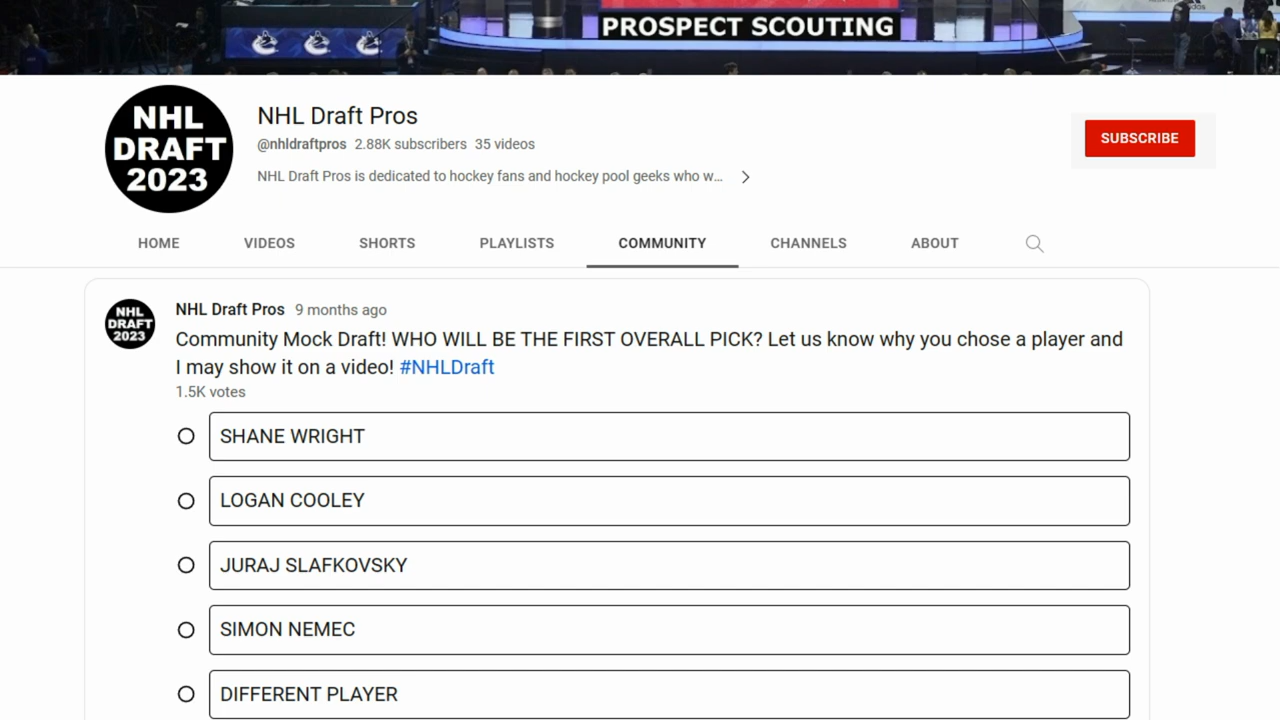 PROSPECT SCOUTING
NHL
DRAFT
2023
NHL Draft Pros
@nhldraftpros 2.88K subscribers 35 videos
NHL Draft Pros is dedicated to hockey fans and hockey pool geeks who w...
SUBSCRIBE
HOME VIDEOS SHORTS PLAYLISTS COMMUNITY CHANNELS ABOUT
NHL
DRAFT
2023
NHL Draft Pros 9 months ago
Community Mock Draft! WHO WILL BE THE FIRST OVERALL PICK? Let us know why you chose a player and
I may show it on a video! #NHLDraft
1.5K votes
SHANE WRIGHT
LOGAN COOLEY
JURAJ SLAFKOVSKY
SIMON NEMEC
DIFFERENT PLAYER